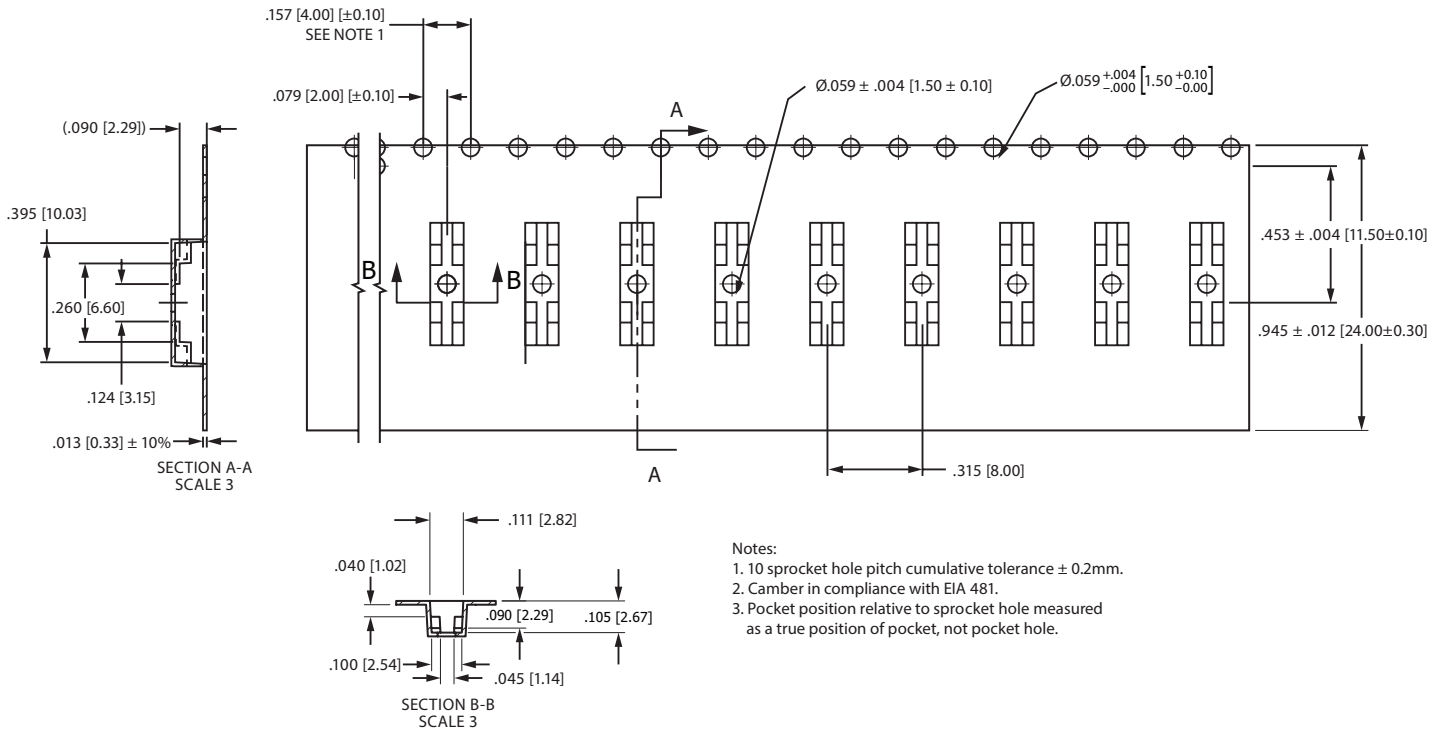 .157 [4.00] [±0.10]
SEE NOTE 1
.079 [2.00] [±0.10]
Ø.059 ± .004 [1.50 ± 0.10]
Ø.059 +.004 -.000 [1.50 +0.10 -0.00]
A
(.090 [2.29])
.395 [10.03]
.260 [6.60]
.124 [3.15]
.013 [0.33] ± 10%
SECTION A-A
SCALE 3
B
B
.453 ± .004 [11.50±0.10]
.945 ± .012 [24.00±0.30]
A
.315 [8.00]
.111 [2.82]
.040 [1.02]
.090 [2.29]
.105 [2.67]
.100 [2.54]
.045 [1.14]
SECTION B-B
SCALE 3
Notes:
1. 10 sprocket hole pitch cumulative tolerance ± 0.2mm.
2. Camber in compliance with EIA 481.
3. Pocket position relative to sprocket hole measured
as a true position of pocket, not pocket hole.